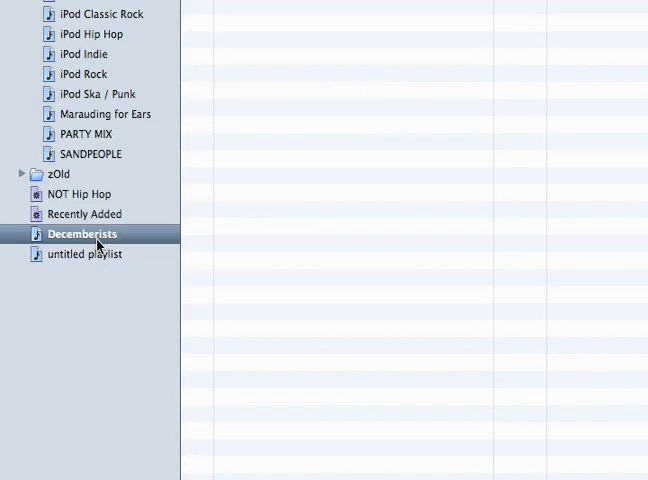 iPod Classic Rock
iPod Hip Hop
iPod Indie
iPod Rock
iPod Ska / Punk
Marauding for Ears
PARTY MIX
SANDPEOPLE
zOld
NOT Hip Hop
Recently Added
Decemberists
untitled playlist